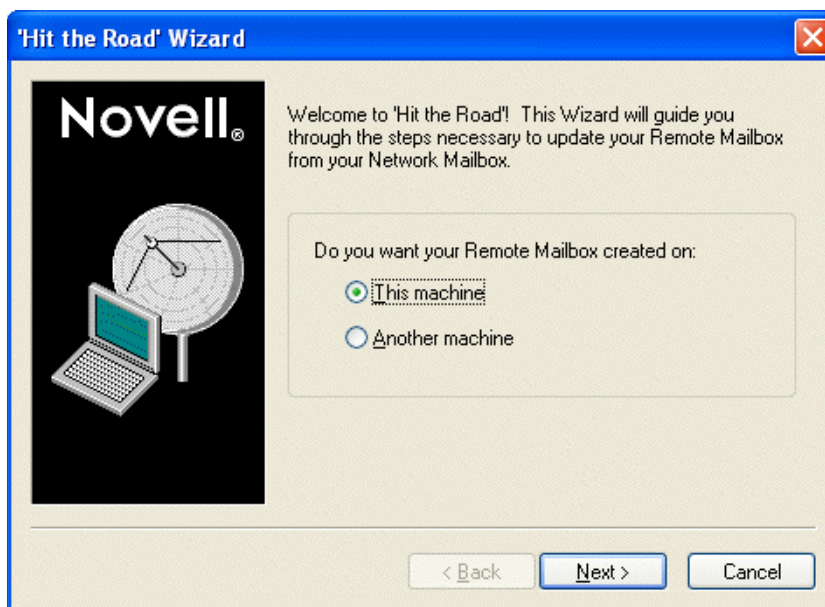 'Hit the Road' Wizard
Novell®
Welcome to 'Hit the Road'! This Wizard will guide you
through the steps necessary to update your Remote Mailbox
from your Network Mailbox.
Do you want your Remote Mailbox created on:
This machine
Another machine
< Back
Next >
Cancel